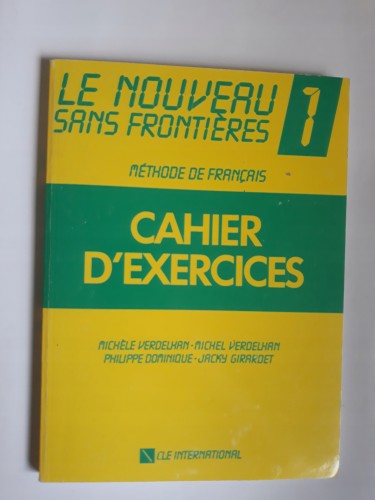 LE NOUVEAU
SANS FRONTIÈRES 1
MÉTHODE DE FRANÇAIS
CAHIER
D'EXERCICES
MICHÈLE VERDELHAN - MICHEL VERDELHAN
PHILIPPE DOMINIQUE - JACKY GIRARDET
CLE INTERNATIONAL